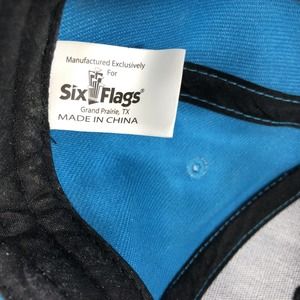 Manufactured Exclusively
For
Six Flags®
Grand Prairie, TX
MADE IN CHINA